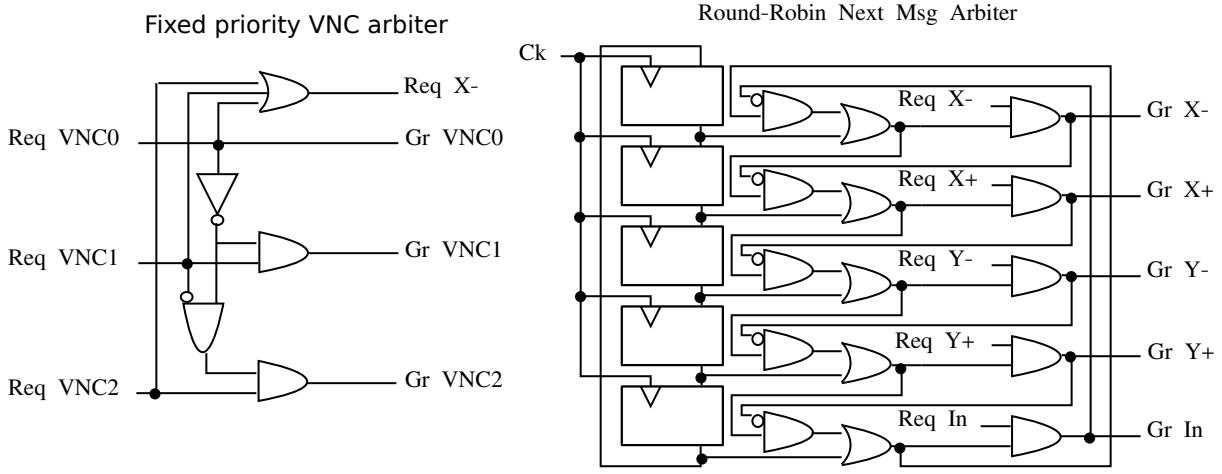 Fixed priority VNC arbiter
Req X-
Req VNC0
Gr VNC0
Req VNC1
Gr VNC1
Req VNC2
Gr VNC2
Round-Robin Next Msg Arbiter
Ck
Req X-
Gr X-
Req X+
Gr X+
Req Y-
Gr Y-
Req Y+
Gr Y+
Req In
Gr In